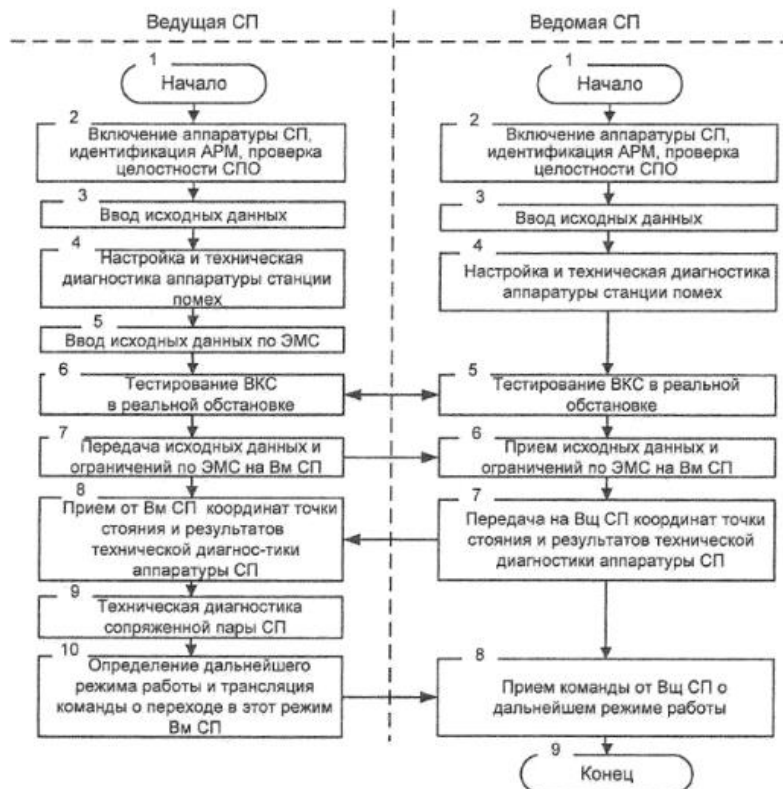 Ведущая СП
Ведомая СП
1
Начало
1
Начало
2
Включение аппаратуры СП,
идентификация АРМ, проверка
целостности СПО
2
Включение аппаратуры СП,
идентификация АРМ, проверка
целостности СПО
3
Ввод исходных данных
3
Ввод исходных данных
4
Настройка и техническая
диагностика аппаратуры станции
помех
4
Настройка и техническая диагностика
аппаратуры станции
помех
5
Ввод исходных данных по ЭМС
6
Тестирование ВКС
в реальной обстановке
5
Тестирование ВКС в реальной
обстановке
7
Передача исходных данных и
ограничений по ЭМС на Вм СП
6
Прием исходных данных и
ограничений по ЭМС на Вм СП
8
Прием от Вм СП координат точки
стояния и результатов
технической диагнос-тики
аппаратуры СП
7
Передача на Вщ СП координат точки
стояния и результатов технической
диагностики аппаратуры СП
9
Техническая диагностика
сопряженной пары СП
10
Определение дальнейшего
режима работы и трансляция
команды о переходе в этот режим
Вм СП
8
Прием команды от Вщ СП о
дальнейшем режиме работы
9
Конец